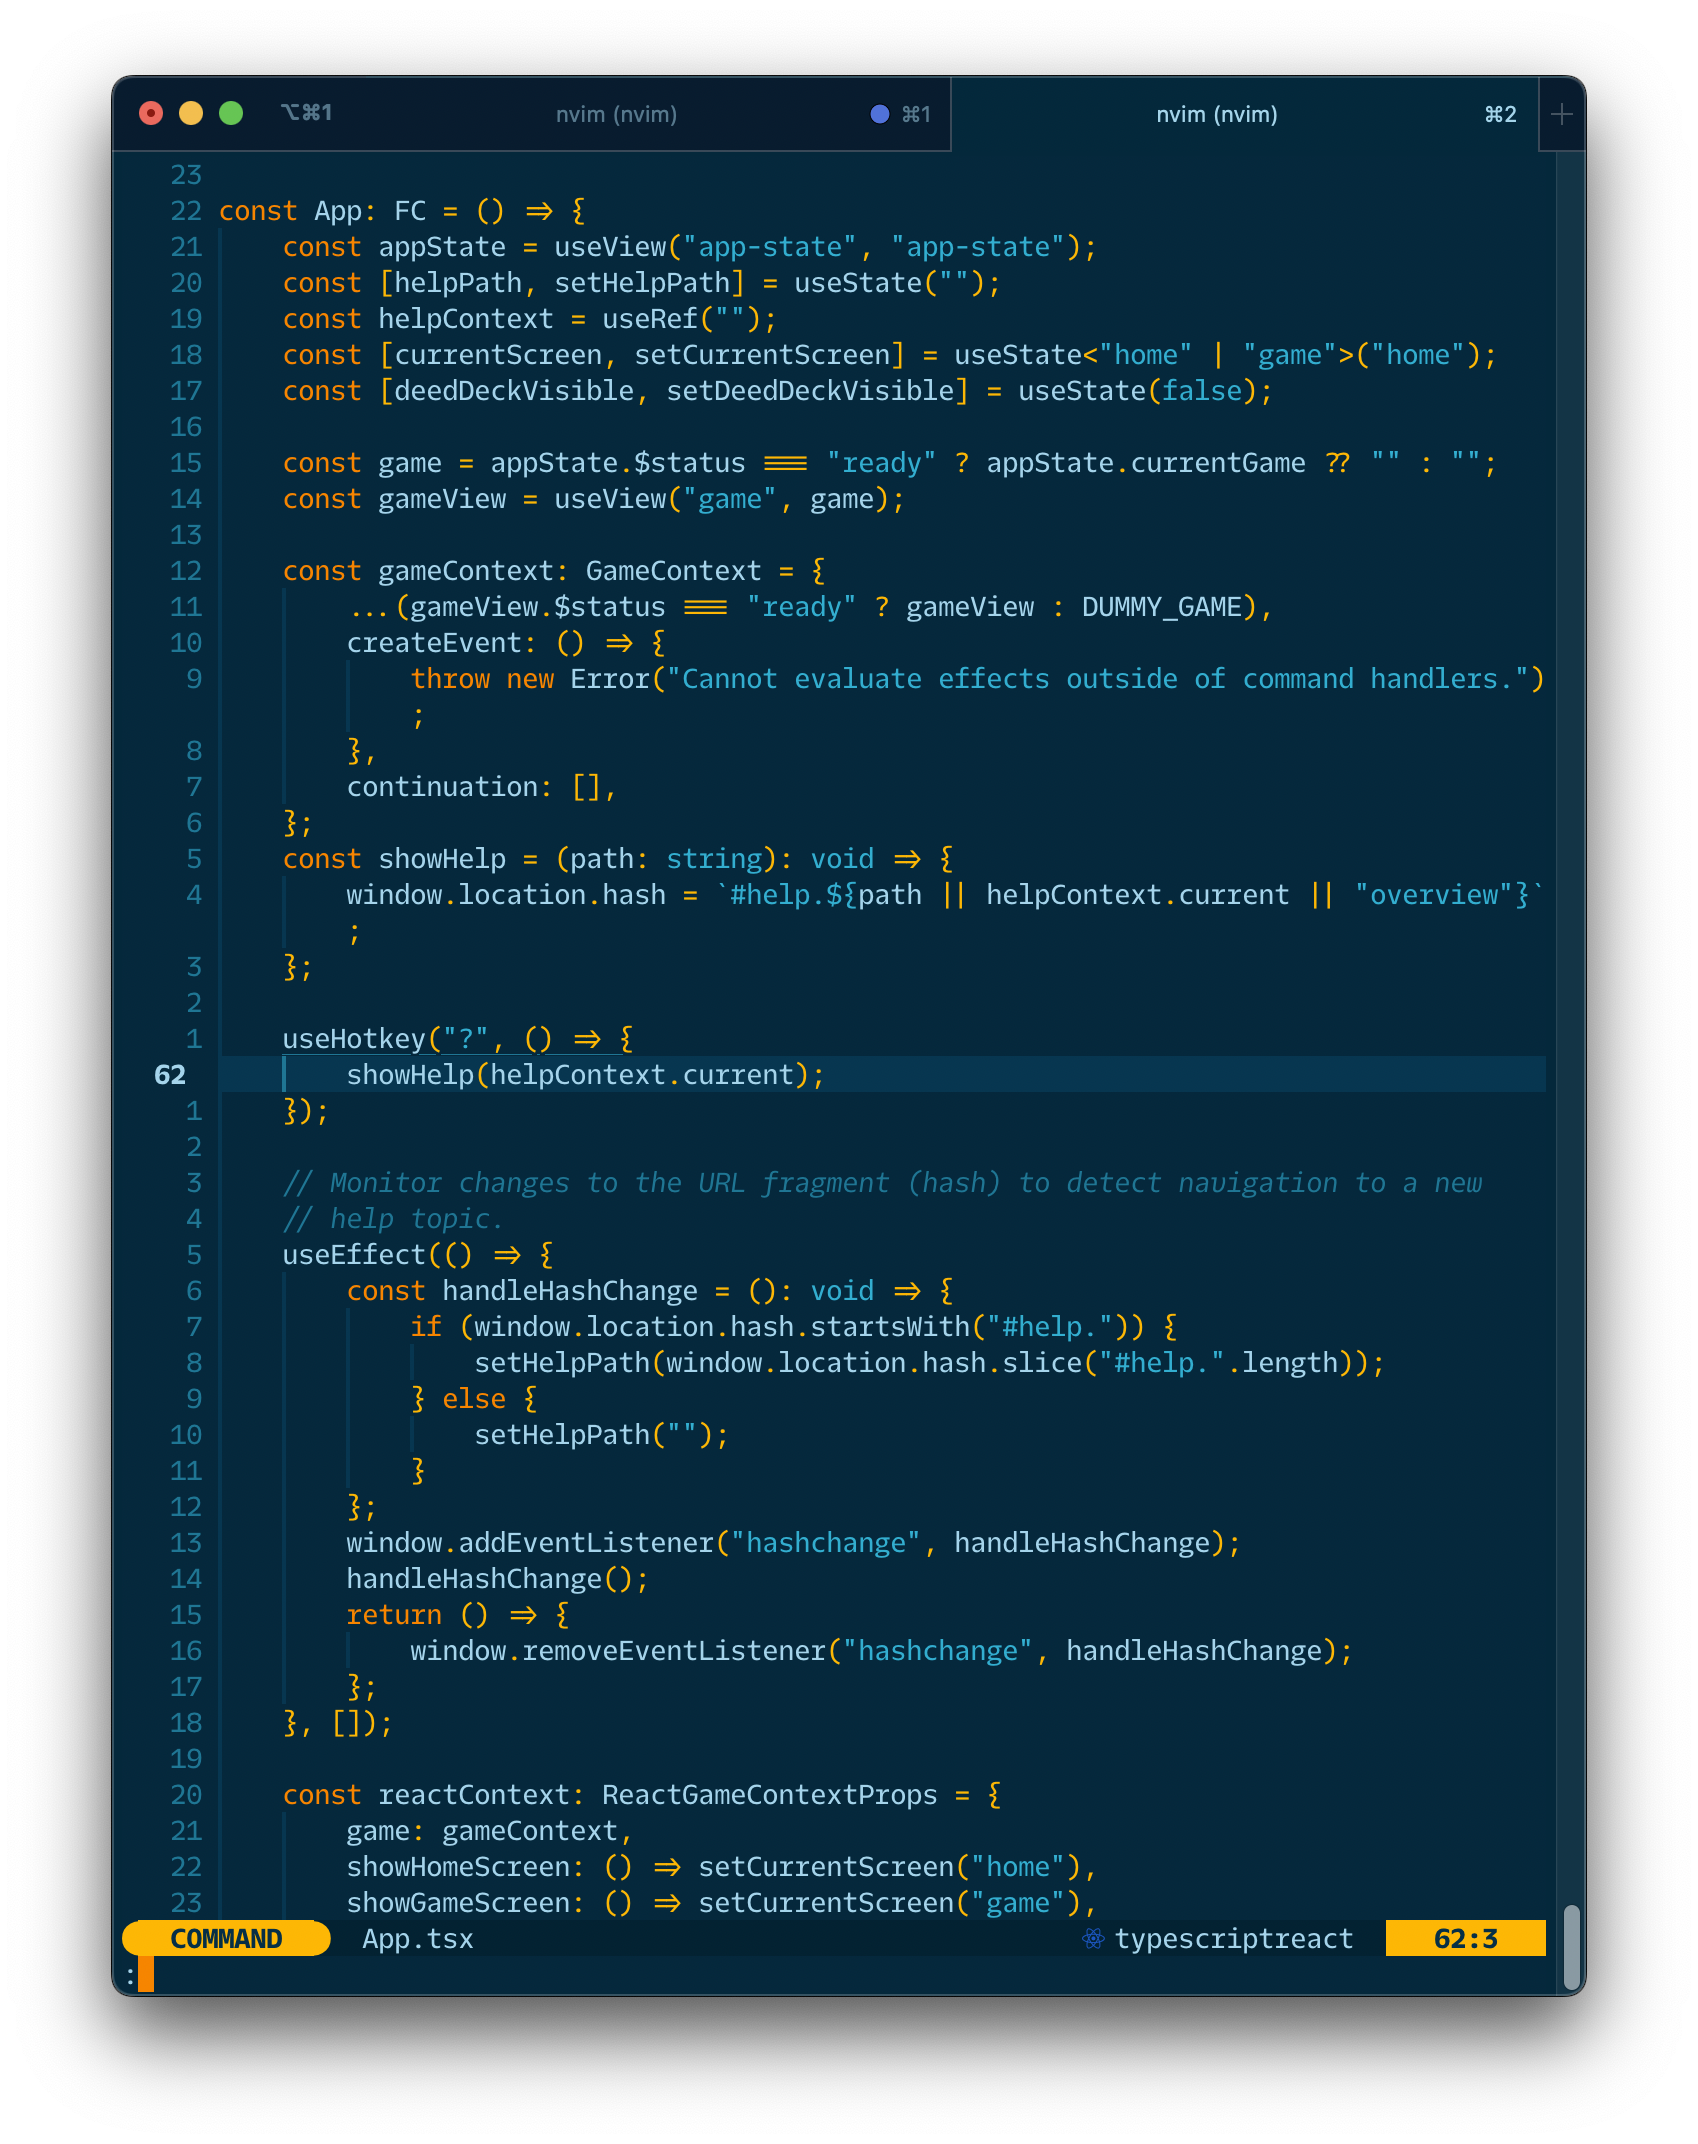 ⌥⌘1 nvim (nvim) ⌘1 nvim (nvim) ⌘2 +
23
22 const App: FC = () => {
21     const appState = useView("app-state", "app-state");
20     const [helpPath, setHelpPath] = useState("");
19     const helpContext = useRef("");
18     const [currentScreen, setCurrentScreen] = useState<"home" | "game">("home");
17     const [deedDeckVisible, setDeedDeckVisible] = useState(false);
16
15     const game = appState.$status === "ready" ? appState.currentGame ?? "" : "";
14     const gameView = useView("game", game);
13
12     const gameContext: GameContext = {
11         ...(gameView.$status === "ready" ? gameView : DUMMY_GAME),
10         createEvent: () => {
9             throw new Error("Cannot evaluate effects outside of command handlers.")
;
8         },
7         continuation: [],
6     };
5     const showHelp = (path: string): void => {
4         window.location.hash = `#help.${path || helpContext.current || "overview"}`
;
3     };
2
1     useHotkey("?", () => {
62         showHelp(helpContext.current);
1     });
2
3     // Monitor changes to the URL fragment (hash) to detect navigation to a new
4     // help topic.
5     useEffect(() => {
6         const handleHashChange = (): void => {
7             if (window.location.hash.startsWith("#help.")) {
8                 setHelpPath(window.location.hash.slice("#help.".length));
9             } else {
10                 setHelpPath("");
11             }
12         };
13         window.addEventListener("hashchange", handleHashChange);
14         handleHashChange();
15         return () => {
16             window.removeEventListener("hashchange", handleHashChange);
17         };
18     }, []);
19
20     const reactContext: ReactGameContextProps = {
21         game: gameContext,
22         showHomeScreen: () => setCurrentScreen("home"),
23         showGameScreen: () => setCurrentScreen("game"),
COMMAND App.tsx typescriptreact 62:3
: